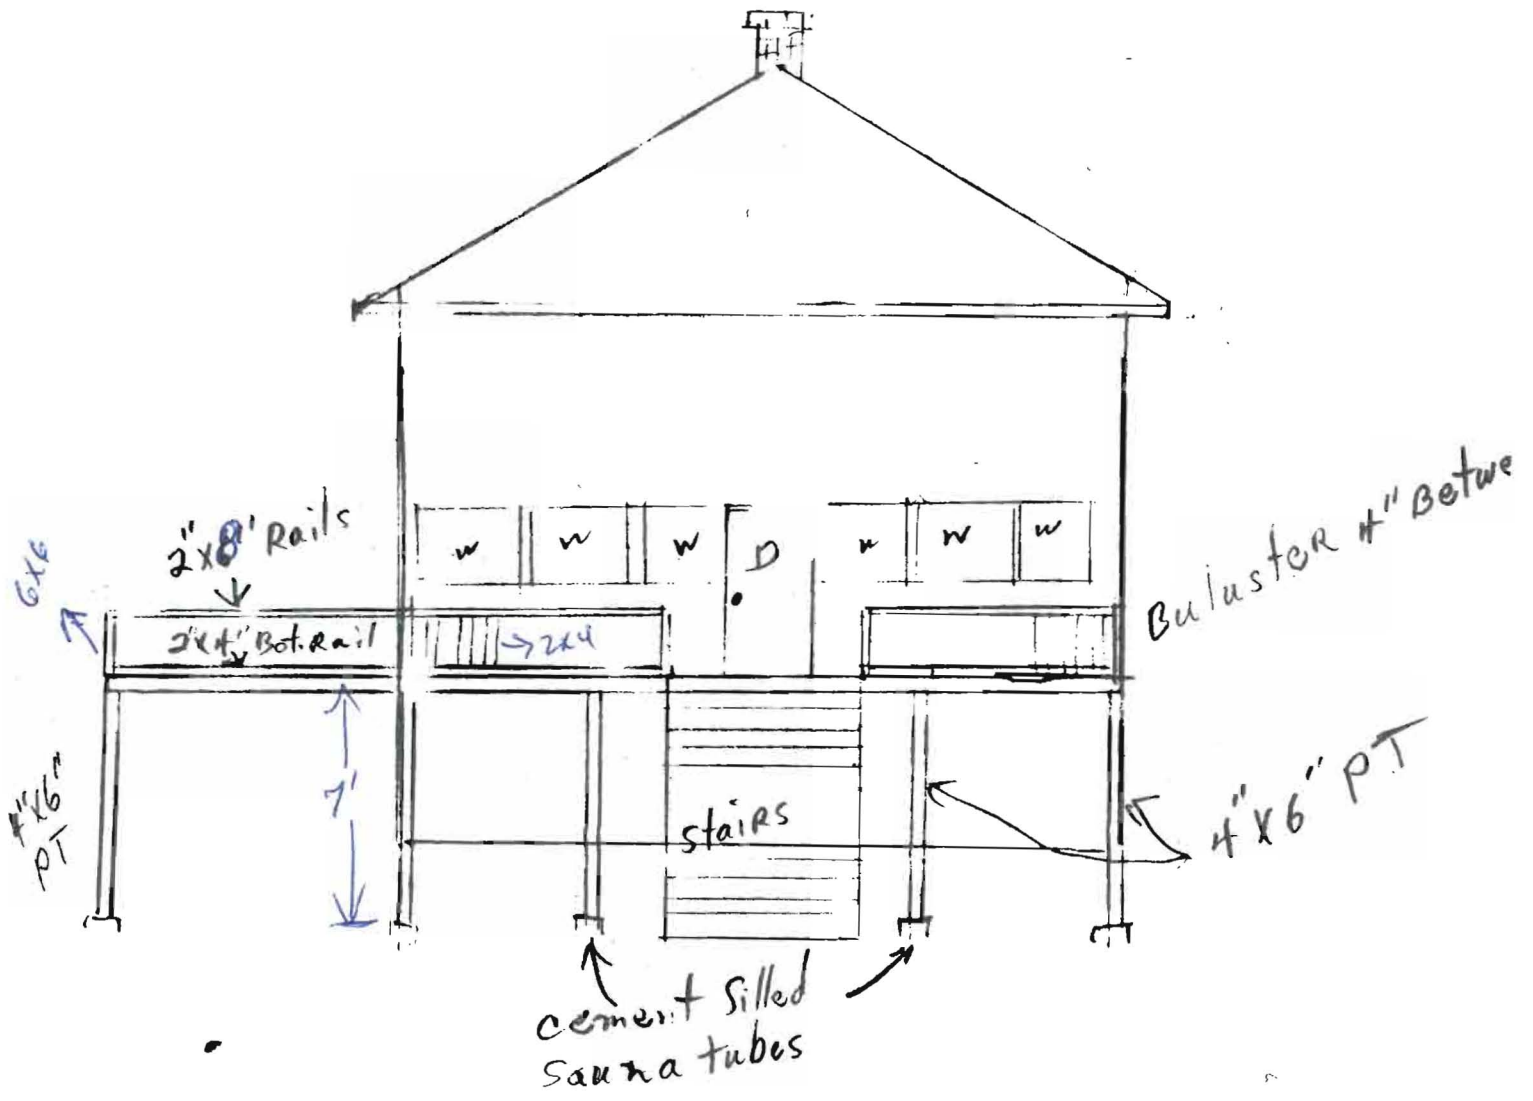 2"x8" Rails
6x6
W
W
W
D
W
W
W
Buluster 4" Betwe
2"x4" Bot. Rail
2x4
7'
4"x6"
PT
Stairs
4"x6" PT
cement filled
Sauna tubes